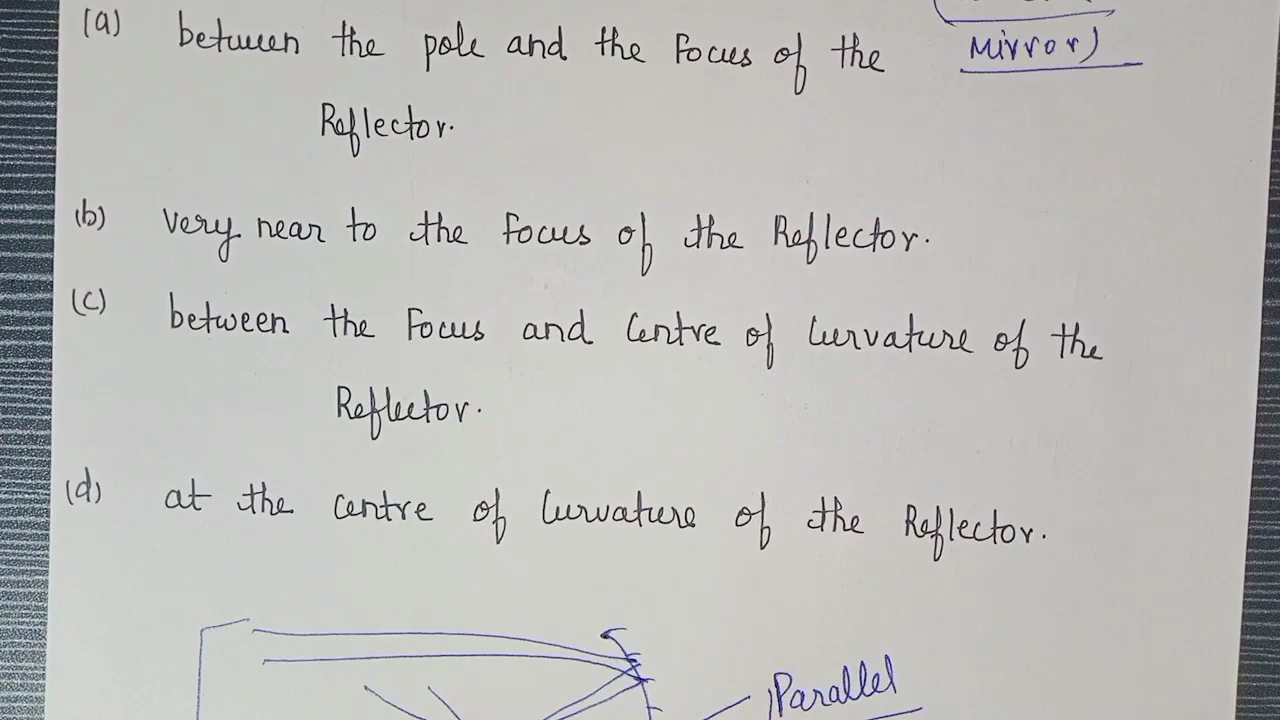 (a) between the pole and the Focus of the
Mirror)
Reflector.
(b) very near to the focus of the Reflector.
(c) between the Focus and Centre of Curvature of the
Reflector.
(d) at the centre of Curvature of the Reflector.
Parallel